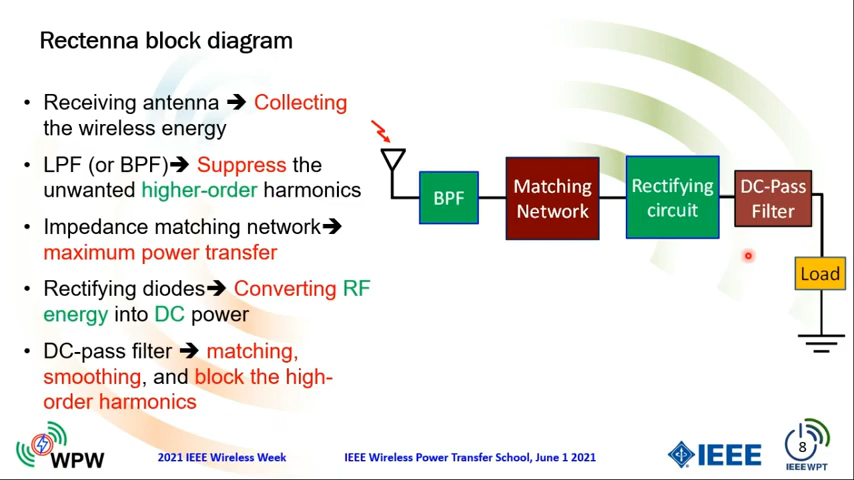 Rectenna block diagram
• Receiving antenna ➔ Collecting
the wireless energy
• LPF (or BPF)➔ Suppress the
unwanted higher-order harmonics
• Impedance matching network➔
maximum power transfer
• Rectifying diodes➔ Converting RF
energy into DC power
• DC-pass filter ➔ matching,
smoothing, and block the high-
order harmonics
BPF
Matching
Network
Rectifying
circuit
DC-Pass
Filter
Load
WPW
2021 IEEE Wireless Week
IEEE Wireless Power Transfer School, June 1 2021
IEEE
8
IEEE WPT